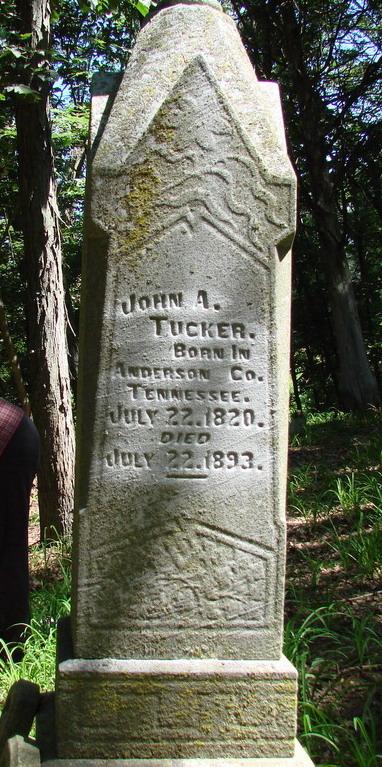 JOHN A.
TUCKER.
BORN IN
ANDERSON CO.
TENNESSEE.
JULY 22.1820.
DIED
JULY 22.1893.